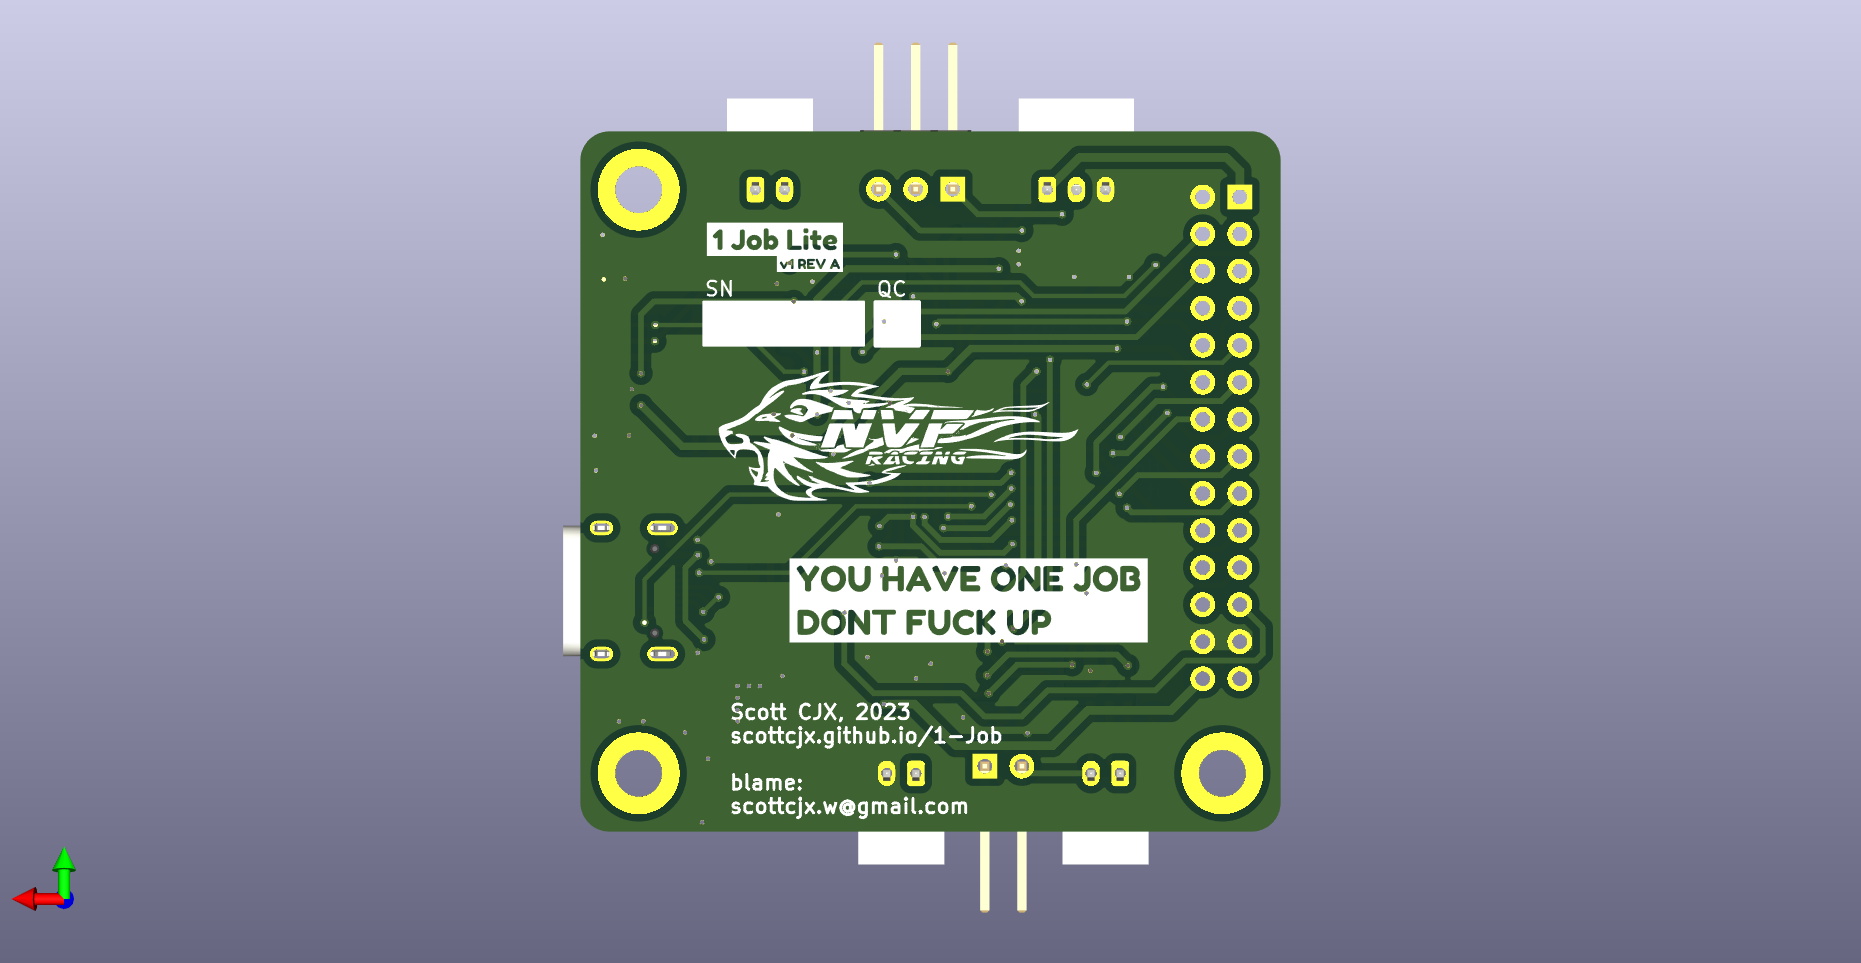 1 Job Lite
v1 REV A
SN QC
NVF
RACING
YOU HAVE ONE JOB
DONT FUCK UP
Scott CJX, 2023
scottcjx.github.io/1-Job
blame:
scottcjx.w@gmail.com